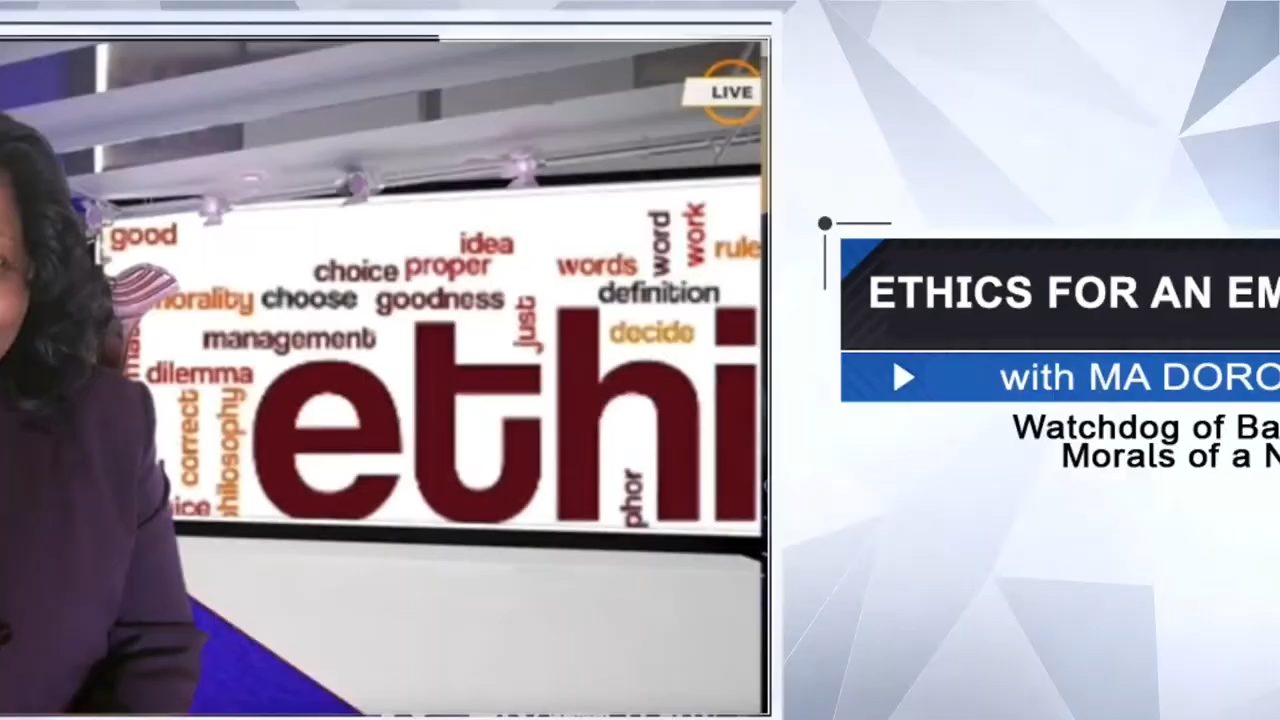 LIVE
good
idea
word
work
rule
choice
proper
words
morality
choose
goodness
definition
management
just
decide
dilemma
correct
philosophy
ethi
phor
ETHICS FOR AN EM
with MA DORO
Watchdog of Ba
Morals of a N